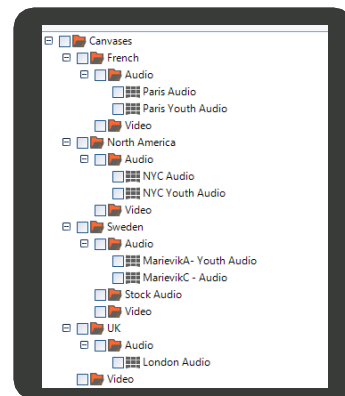 Canvases
French
Audio
Paris Audio
Paris Youth Audio
Video
North America
Audio
NYC Audio
NYC Youth Audio
Video
Sweden
Audio
MarievikA- Youth Audio
MarievikC - Audio
Stock Audio
Video
UK
Audio
London Audio
Video